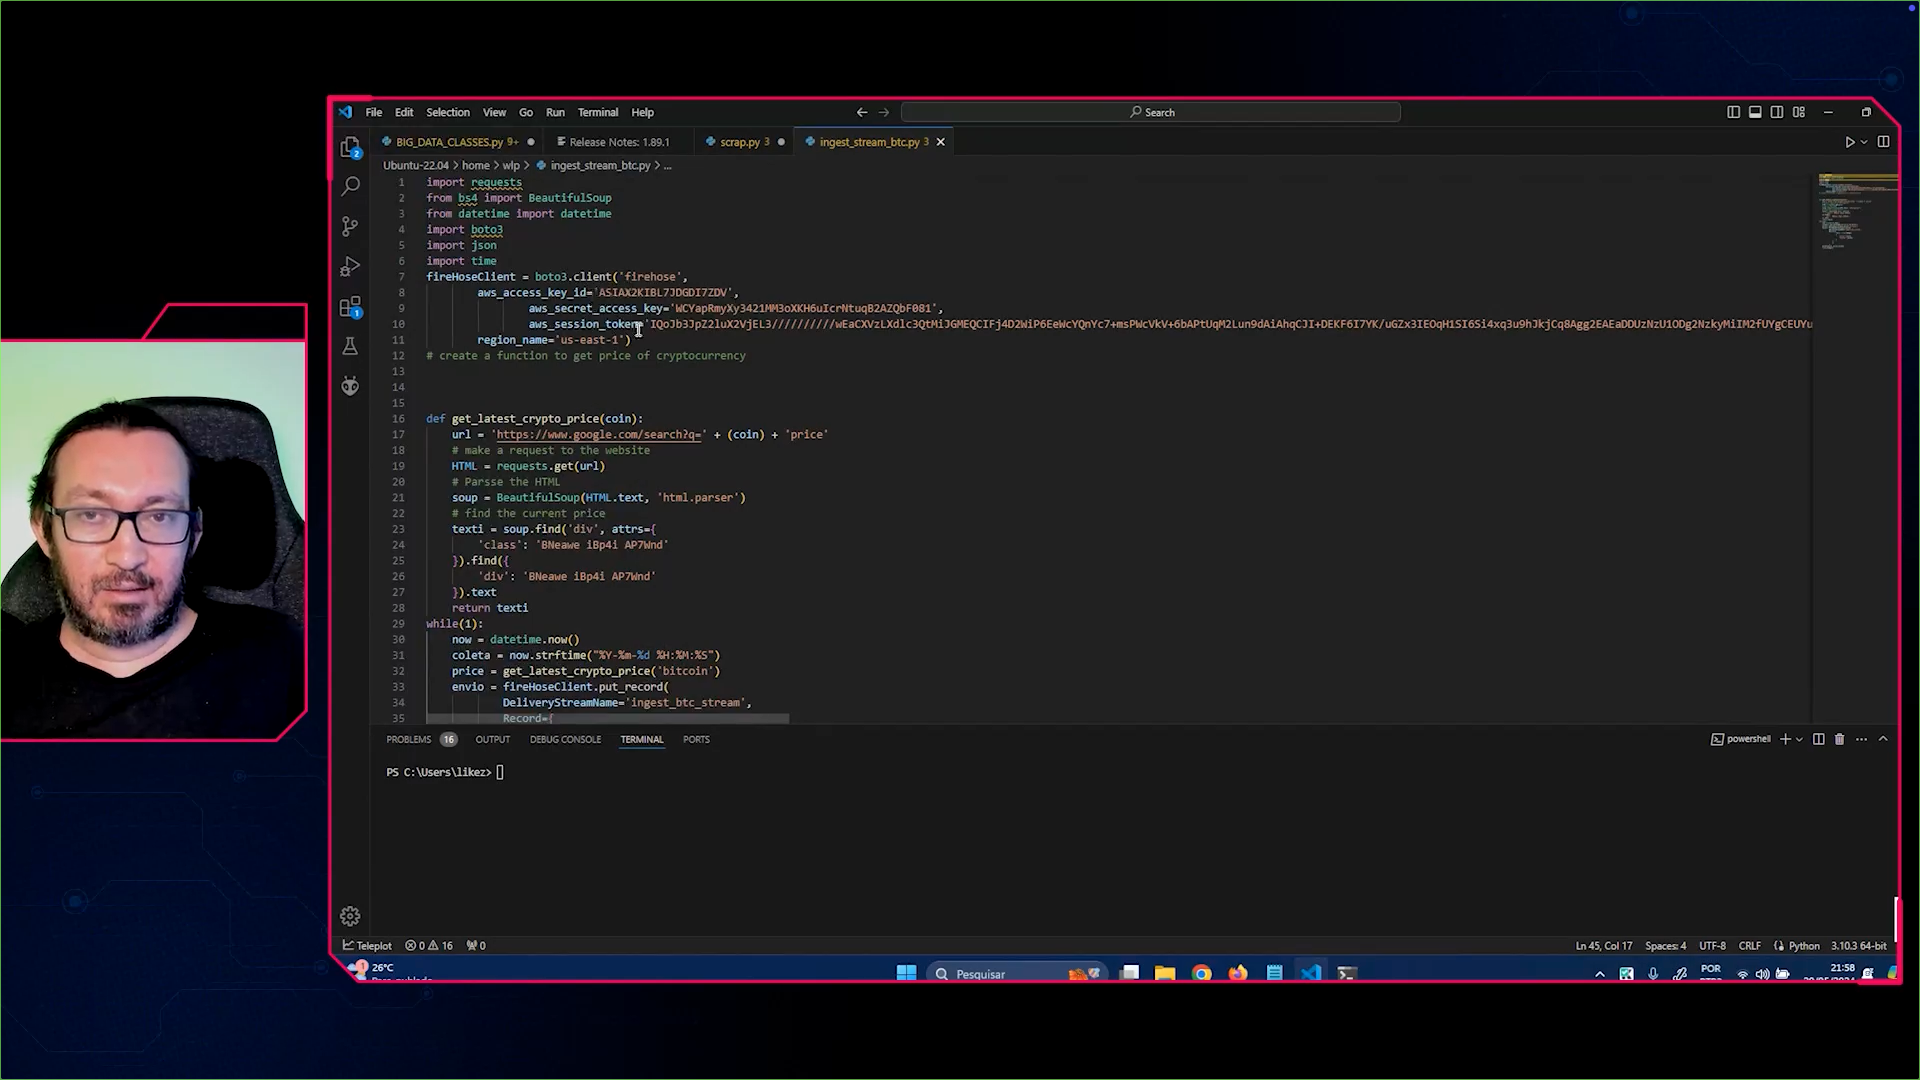 File Edit Selection View Go Run Terminal Help
Search
BIG_DATA_CLASSES.py 9+
Release Notes: 1.89.1
scrap.py 3
ingest_stream_btc.py 3
Ubuntu-22.04 > home > wlp > ingest_stream_btc.py > ...
1 import requests
2 from bs4 import BeautifulSoup
3 from datetime import datetime
4 import boto3
5 import json
6 import time
7 fireHoseClient = boto3.client('firehose',
8 aws_access_key_id='ASIAX2KIBL7JDGDI7ZDV',
9 aws_secret_access_key='WCYapRmyXy3421MM3oXKH6uIcrNtuqB2AZQbF081',
10 aws_session_token='
11 region_name='us-east-1')
12 # create a function to get price of cryptocurrency
13
14
15
16 def get_latest_crypto_price(coin):
17 url = 'https://www.google.com/search?q=' + (coin) + 'price'
18 # make a request to the website
19 HTML = requests.get(url)
20 # Parsse the HTML
21 soup = BeautifulSoup(HTML.text, 'html.parser')
22 # find the current price
23 texti = soup.find('div', attrs={
24 'class': 'BNeawe iBp4i AP7Wnd'
25 }).find({
26 'div': 'BNeawe iBp4i AP7Wnd'
27 }).text
28 return texti
29 while(1):
30 now = datetime.now()
31 coleta = now.strftime("%Y-%m-%d %H:%M:%S")
32 price = get_latest_crypto_price('bitcoin')
33 envio = fireHoseClient.put_record(
34 DeliveryStreamName='ingest_btc_stream',
35 Record={
PROBLEMS 16 OUTPUT DEBUG CONSOLE TERMINAL PORTS
powershell
PS C:\Users\likez>
Teleplot 0 16 0
Ln 45, Col 17 Spaces: 4 UTF-8 CRLF Python 3.10.3 64-bit
26°C
Pesquisar
POR
21:58